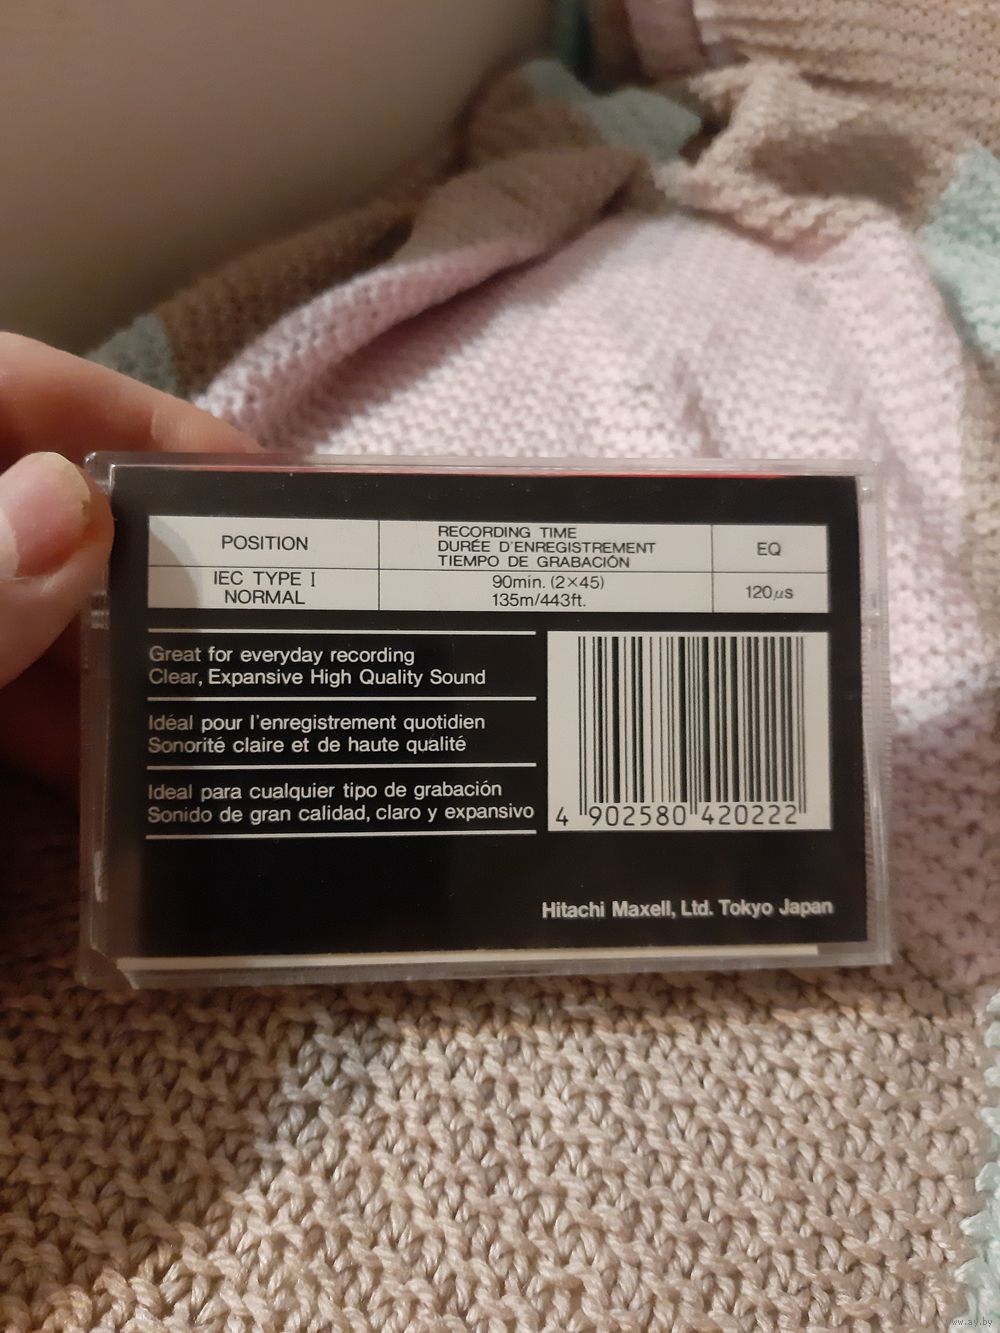 POSITION
RECORDING TIME
DURÉE D'ENREGISTREMENT
TIEMPO DE GRABACIÓN
EQ
IEC TYPE I
NORMAL
90min. (2×45)
135m/443ft.
120μs
Great for everyday recording
Clear, Expansive High Quality Sound
Idéal pour l'enregistrement quotidien
Sonorité claire et de haute qualité
Ideal para cualquier tipo de grabación
Sonido de gran calidad, claro y expansivo
4 902580 420222
Hitachi Maxell, Ltd. Tokyo Japan
www.ay.by